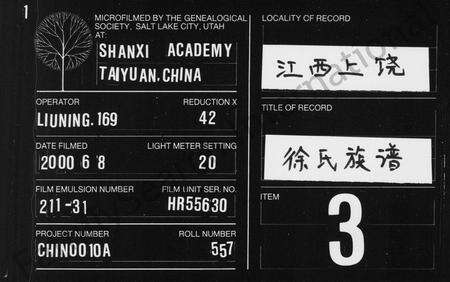 1
MICROFILMED BY THE GENEALOGICAL
SOCIETY, SALT LAKE CITY, UTAH
AT:
SHANXI ACADEMY
TAIYUAN, CHINA
OPERATOR REDUCTION X
LIUNING. 169 42
DATE FILMED LIGHT METER SETTING
2000 6 8 20
FILM EMULSION NUMBER FILM UNIT SER. NO.
211-31 HR55630
PROJECT NUMBER ROLL NUMBER
CHIN0010A 557
LOCALITY OF RECORD
江西上饶
TITLE OF RECORD
徐氏族谱
ITEM
3